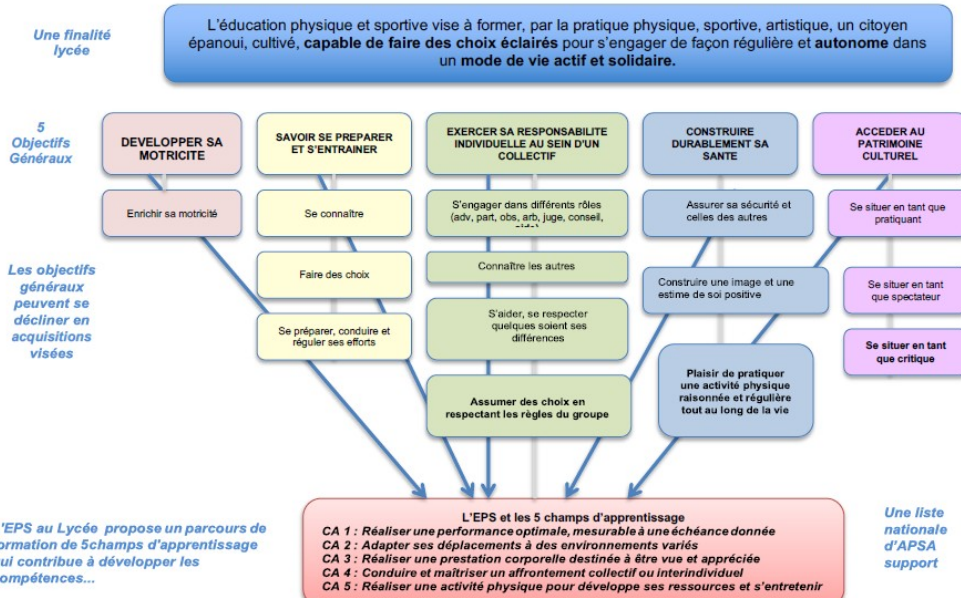 Une finalité
lycée
L'éducation physique et sportive vise à former, par la pratique physique, sportive, artistique, un citoyen
épanoui, cultivé, capable de faire des choix éclairés pour s'engager de façon régulière et autonome dans
un mode de vie actif et solidaire.
5
Objectifs
Généraux
DEVELOPPER SA
MOTRICITE
SAVOIR SE PREPARER
ET S'ENTRAINER
EXERCER SA RESPONSABILITE
INDIVIDUELLE AU SEIN D'UN
COLLECTIF
CONSTRUIRE
DURABLEMENT SA
SANTE
ACCEDER AU
PATRIMOINE
CULTUREL
Enrichir sa motricité
Se connaître
S'engager dans différents rôles
(adv, part, obs, arb, juge, conseil,
Assurer sa sécurité et
celles des autres
Se situer en tant que
pratiquant
Les objectifs
généraux
peuvent se
décliner en
acquisitions
visées
Faire des choix
Connaître les autres
Construire une image et une
estime de soi positive
Se situer en tant
que spectateur
Se préparer, conduire et
réguler ses efforts
S'aider, se respecter
quelques soient ses
différences
Se situer en tant
que critique
Assumer des choix en
respectant les règles du groupe
Plaisir de pratiquer
une activité physique
raisonnée et régulière
tout au long de la vie
'EPS au Lycée propose un parcours de
ormation de 5champs d'apprentissage
ui contribue à développer les
ompétences...
L'EPS et les 5 champs d'apprentissage
CA 1 : Réaliser une performance optimale, mesurable à une échéance donnée
CA 2 : Adapter ses déplacements à des environnements variés
CA 3 : Réaliser une prestation corporelle destinée à être vue et appréciée
CA 4 : Conduire et maîtriser un affrontement collectif ou interindividuel
CA 5 : Réaliser une activité physique pour développe ses ressources et s'entretenir
Une liste
nationale
d'APSA
support